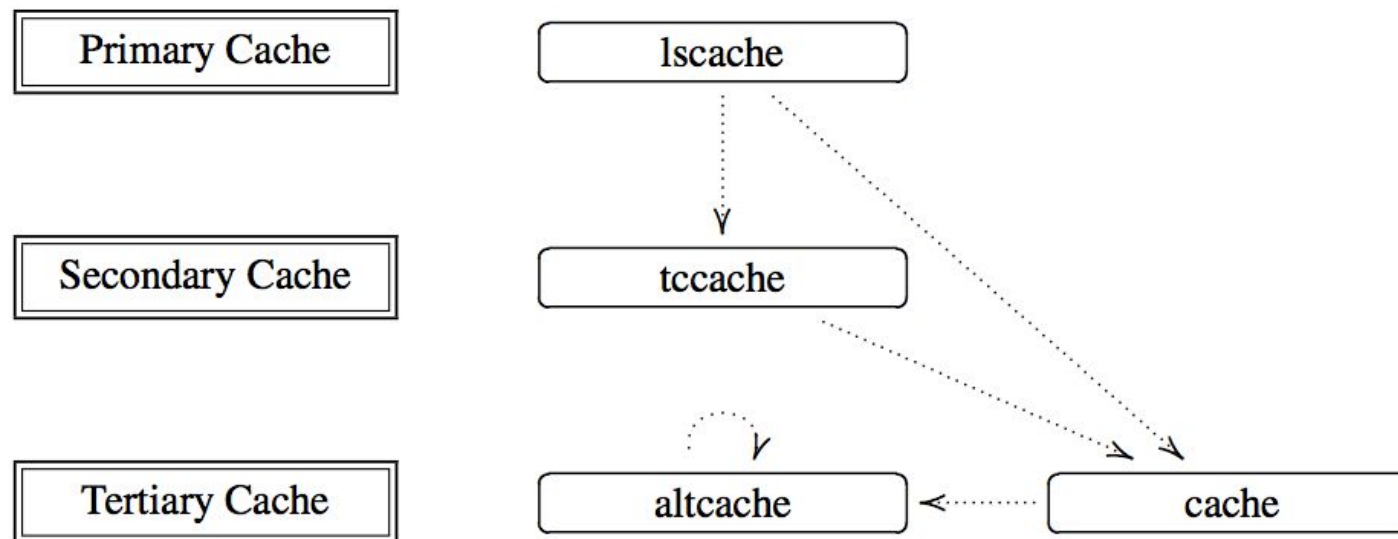 Primary Cache
lscache
Secondary Cache
tccache
Tertiary Cache
altcache
cache